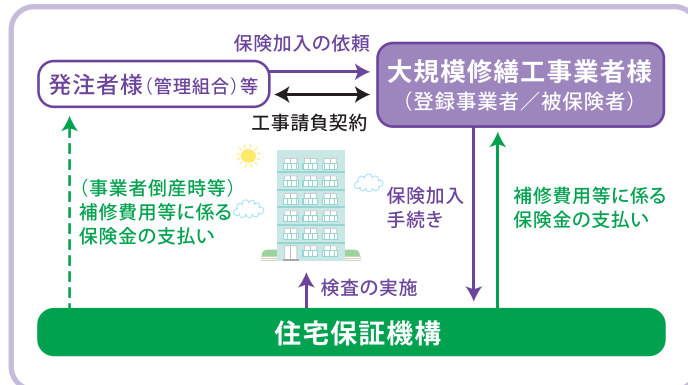 保険加入の依頼
発注者様(管理組合)等
大規模修繕工事業者様
(登録事業者／被保険者)
工事請負契約
(事業者倒産時等)
補修費用等に係る
保険金の支払い
保険加入
手続き
補修費用等に係る
保険金の支払い
検査の実施
住宅保証機構